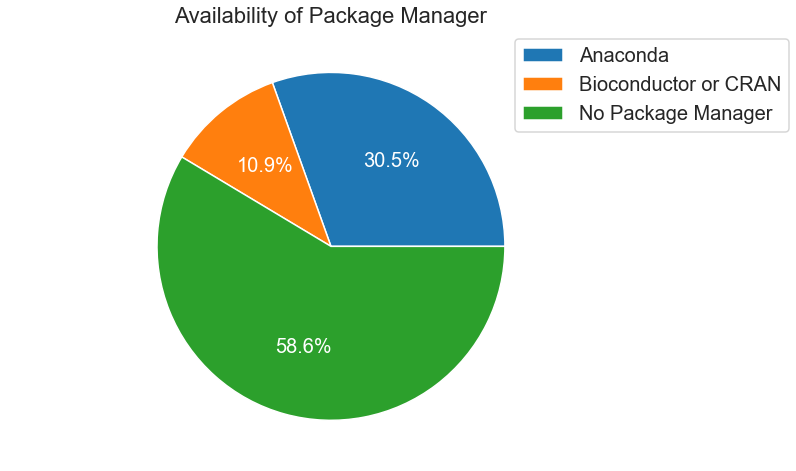 Availability of Package Manager
Anaconda
Bioconductor or CRAN
No Package Manager
30.5%
10.9%
58.6%